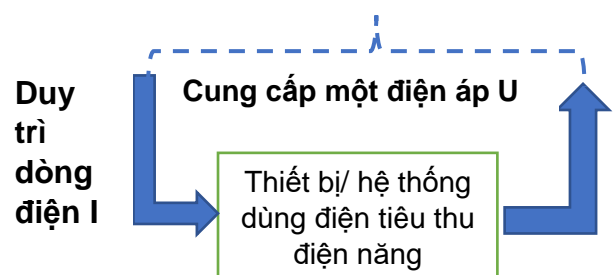 Duy
trì
dòng
điện I
Cung cấp một điện áp U
Thiết bị/ hệ thống
dùng điện tiêu thu
điện năng